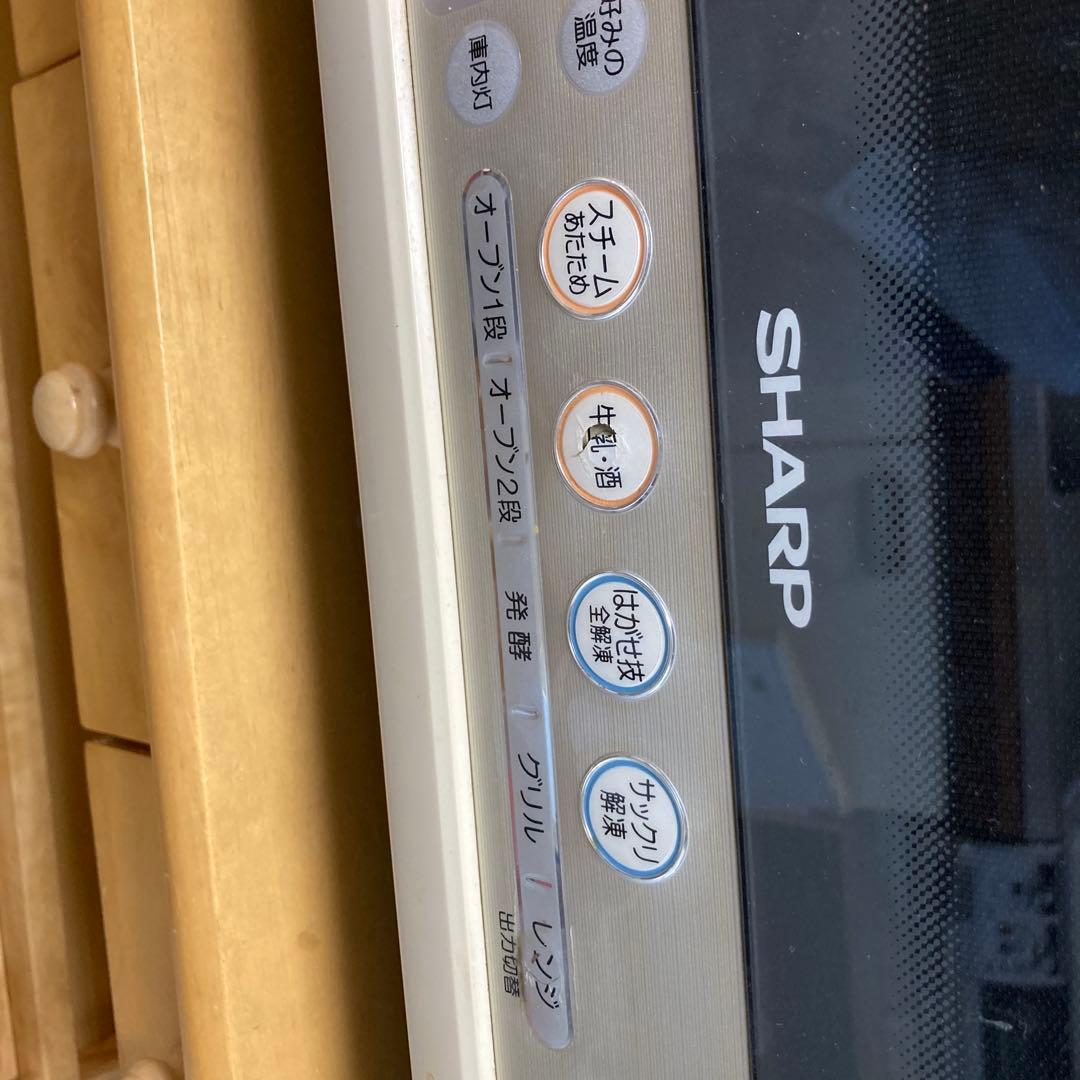 SHARP
好みの
温度
スチーム
あたため
牛乳・酒
はがせ技
全解凍
サックリ
解凍
庫内灯
オーブン1段
オーブン2段
発酵
グリル
レンジ
出力切替